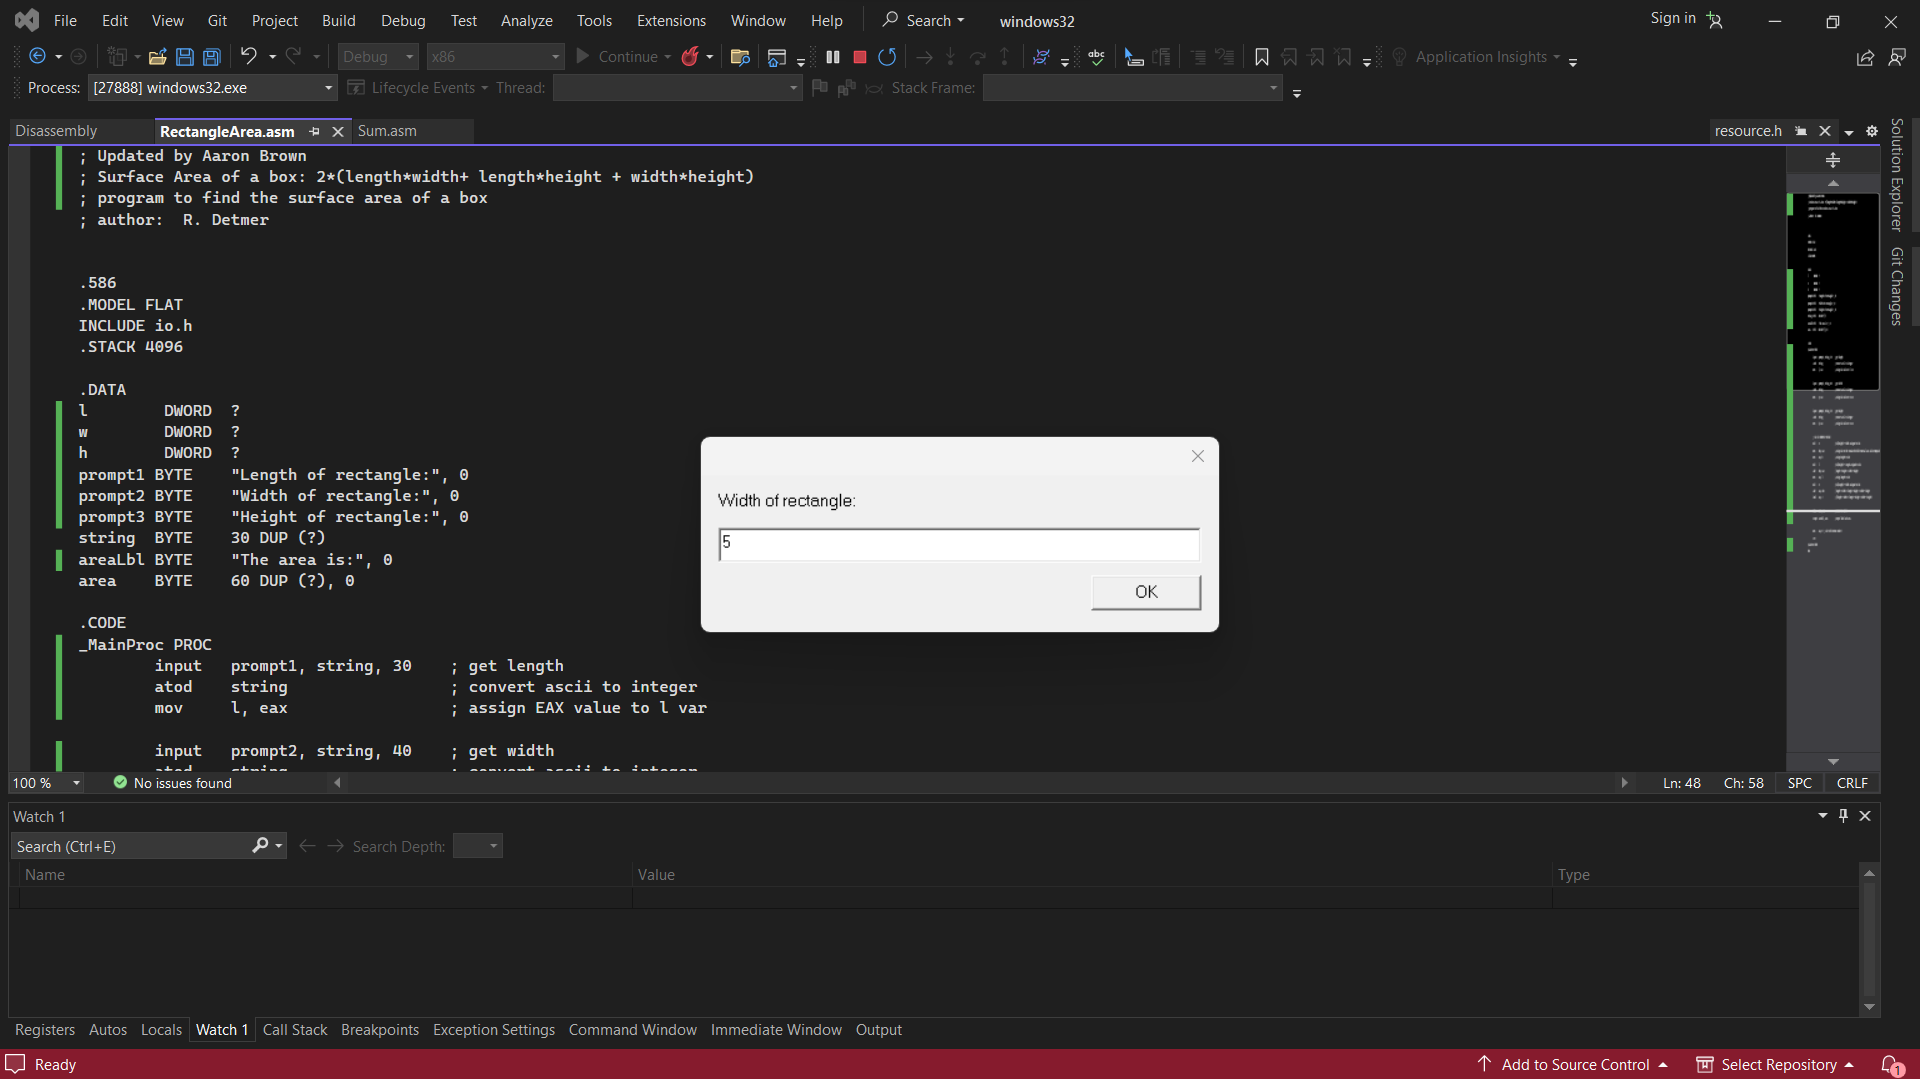 File Edit View Git Project Build Debug Test Analyze Tools Extensions Window Help Search windows32 Sign in
Debug x86 Continue Application Insights
Process: [27888] windows32.exe Lifecycle Events Thread: Stack Frame:
Disassembly RectangleArea.asm Sum.asm resource.h
; Updated by Aaron Brown
; Surface Area of a box: 2*(length*width+ length*height + width*height)
; program to find the surface area of a box
; author:  R. Detmer
.586
.MODEL FLAT
INCLUDE io.h
.STACK 4096
.DATA
l DWORD ?
w DWORD ?
h DWORD ?
prompt1 BYTE "Length of rectangle:", 0
prompt2 BYTE "Width of rectangle:", 0
prompt3 BYTE "Height of rectangle:", 0
string BYTE 30 DUP (?)
areaLbl BYTE "The area is:", 0
area BYTE 60 DUP (?), 0
.CODE
_MainProc PROC
input prompt1, string, 30 ; get length
atod string ; convert ascii to integer
mov l, eax ; assign EAX value to l var
input prompt2, string, 40 ; get width
atod string ; convert ascii to integer
Width of rectangle:
5
OK
Solution Explorer
Git Changes
100 % No issues found Ln: 48 Ch: 58 SPC CRLF
Watch 1
Search (Ctrl+E) Search Depth:
Name Value Type
Registers Autos Locals Watch 1 Call Stack Breakpoints Exception Settings Command Window Immediate Window Output
Ready Add to Source Control Select Repository 1